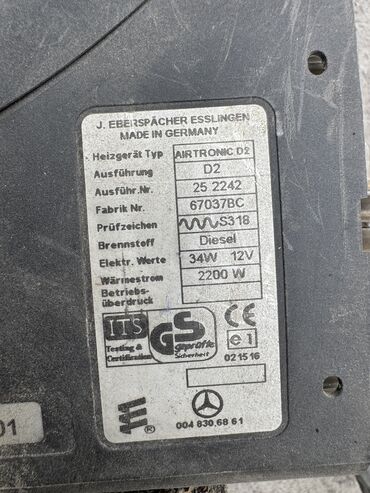 J. EBERSPÄCHER ESSLINGEN
MADE IN GERMANY
Heizgerät Typ AIRTRONIC D2
Ausführung D2
Ausführ.Nr. 25 2242
Fabrik Nr. 67037BC
Prüfzeichen S318
Brennstoff Diesel
Elektr. Werte 34W 12V
Wärmestrom 2200 W
Betriebs-
überdruck
ITS
Testing &
Certification
GS
geprüfte
Sicherheit
CE
e1
021516
®
004 830 68 61
01